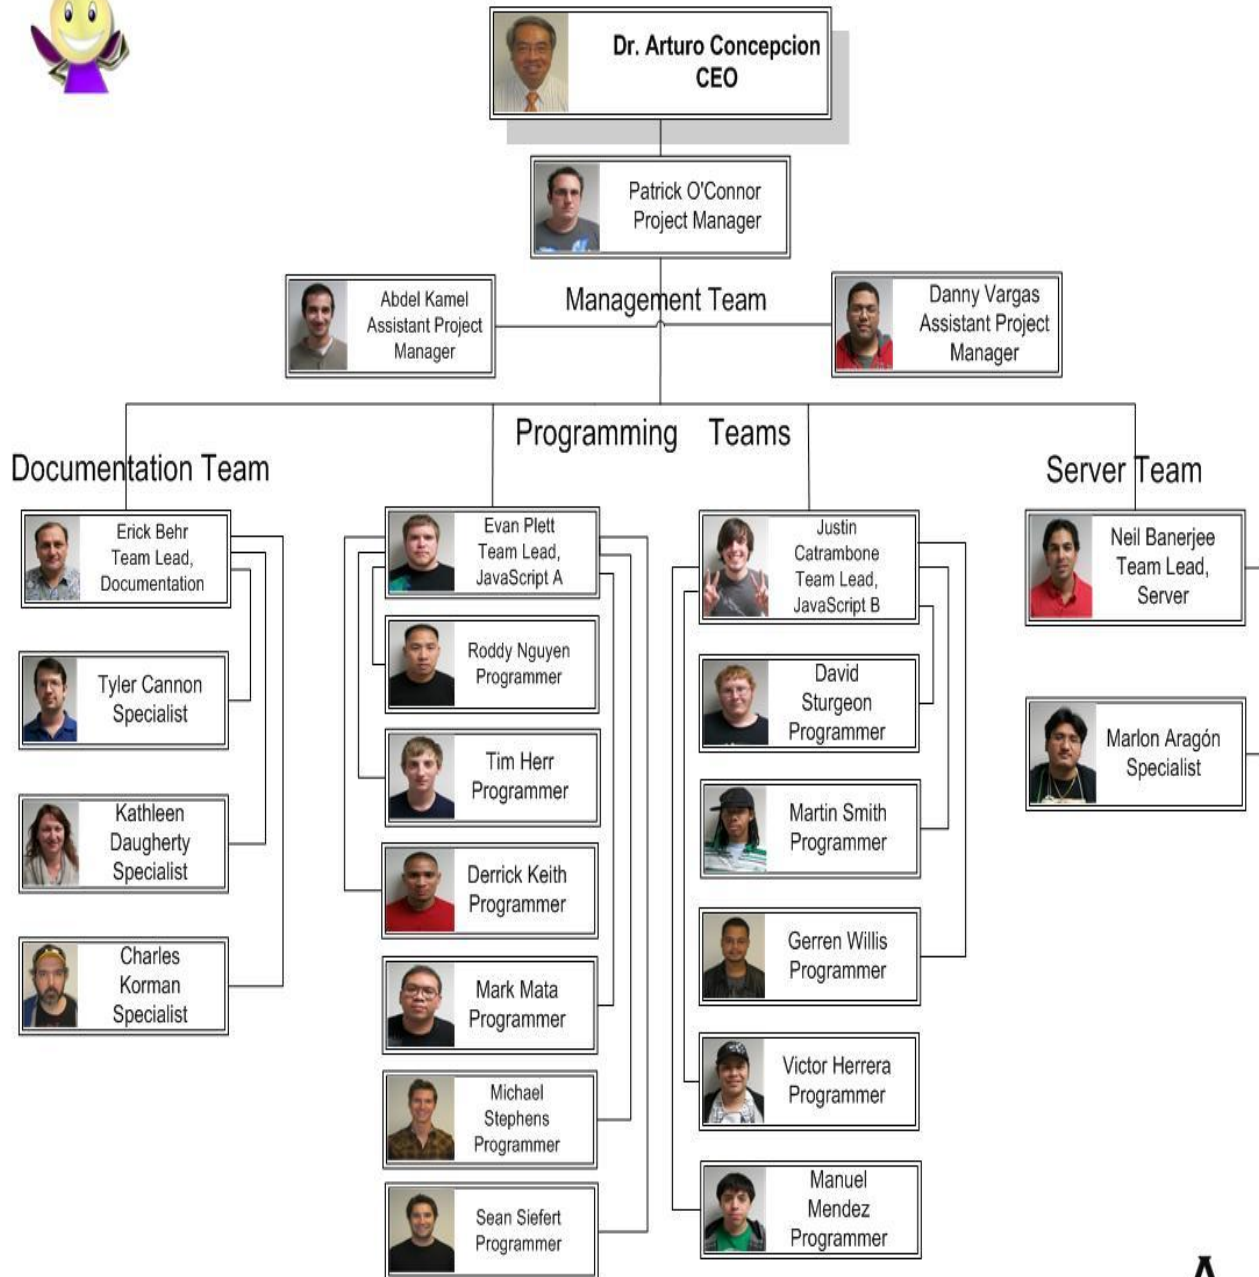 Dr. Arturo Concepcion
CEO
Patrick O'Connor
Project Manager
Management Team
Abdel Kamel
Assistant Project
Manager
Danny Vargas
Assistant Project
Manager
Programming Teams
Documentation Team
Server Team
Erick Behr
Team Lead,
Documentation
Tyler Cannon
Specialist
Kathleen
Daugherty
Specialist
Charles
Korman
Specialist
Evan Plett
Team Lead,
JavaScript A
Roddy Nguyen
Programmer
Tim Herr
Programmer
Derrick Keith
Programmer
Mark Mata
Programmer
Michael
Stephens
Programmer
Sean Siefert
Programmer
Justin
Catrambone
Team Lead,
JavaScript B
David
Sturgeon
Programmer
Martin Smith
Programmer
Gerren Willis
Programmer
Victor Herrera
Programmer
Manuel
Mendez
Programmer
Neil Banerjee
Team Lead,
Server
Marlon Aragón
Specialist